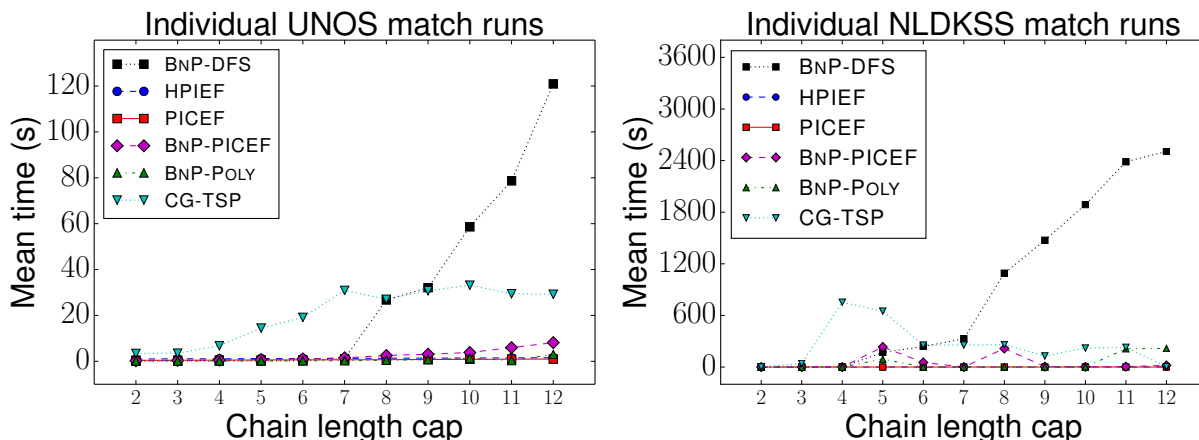 Individual UNOS match runs
Mean time (s)
120
100
80
60
40
20
0
BNP-DFS
HPIEF
PICEF
BNP-PICEF
BNP-POLY
CG-TSP
2 3 4 5 6 7 8 9 10 11 12
Chain length cap
Individual NLDKSS match runs
Mean time (s)
3600
3000
2400
1800
1200
600
0
BNP-DFS
HPIEF
PICEF
BNP-PICEF
BNP-POLY
CG-TSP
2 3 4 5 6 7 8 9 10 11 12
Chain length cap